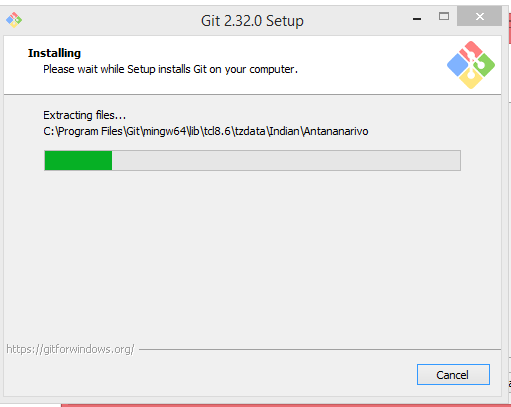 Git 2.32.0 Setup
Installing
Please wait while Setup installs Git on your computer.
Extracting files...
C:\Program Files\Git\mingw64\lib\tcl8.6\tzdata\Indian\Antananarivo
https://gitforwindows.org/
Cancel